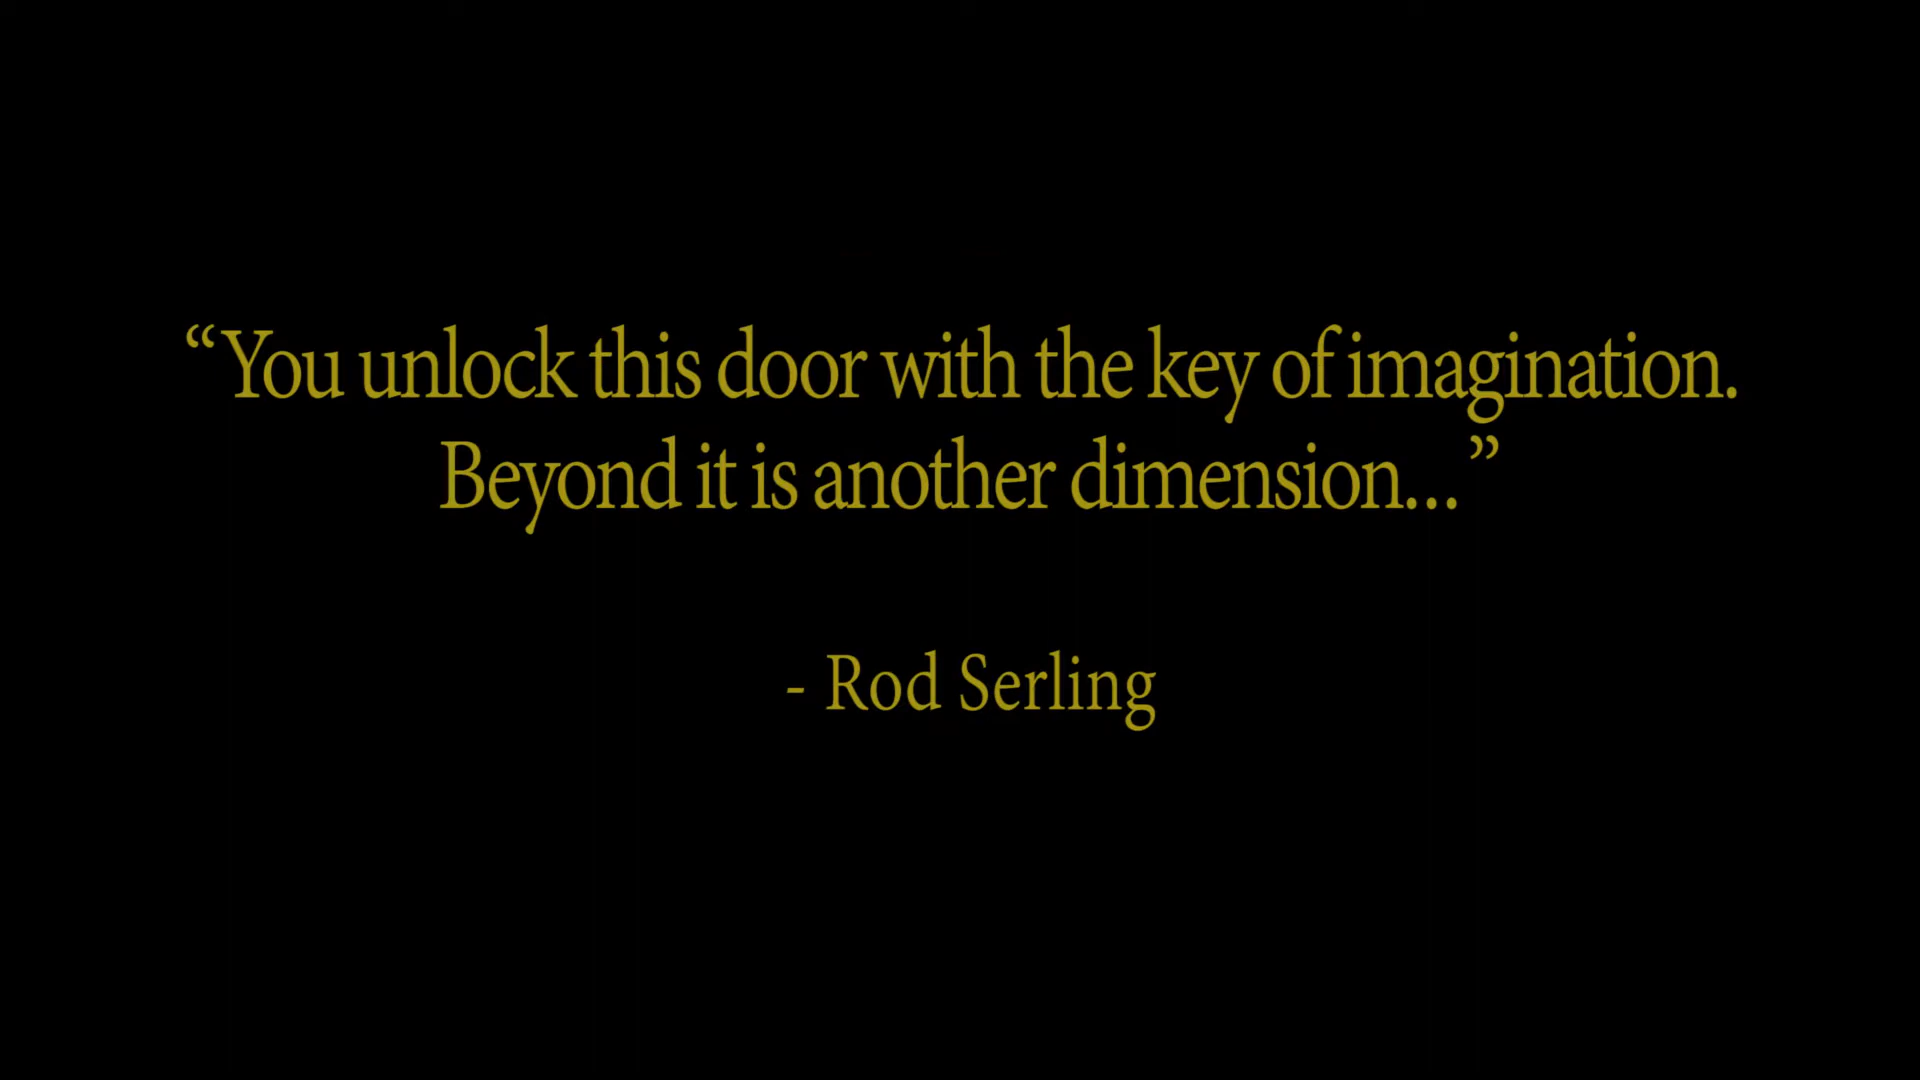 “You unlock this door with the key of imagination.
Beyond it is another dimension...”
- Rod Serling